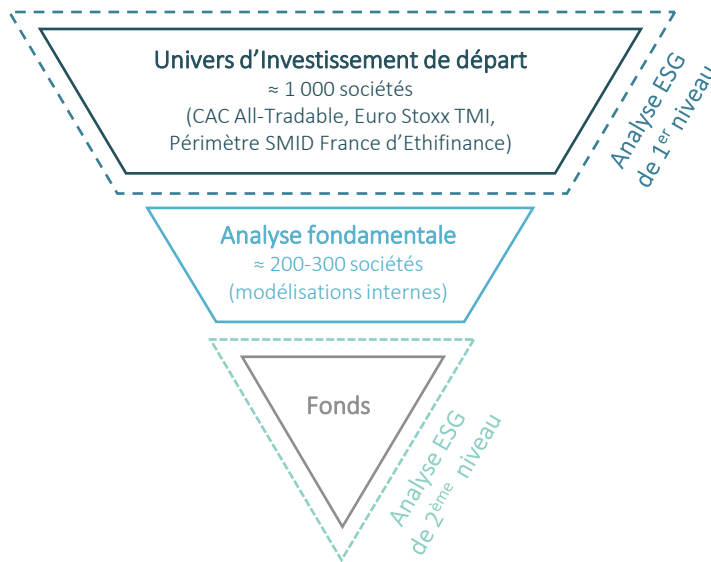 Univers d’Investissement de départ
≈ 1 000 sociétés
(CAC All-Tradable, Euro Stoxx TMI,
Périmètre SMID France d’Ethifinance)
Analyse ESG
de 1er niveau
Analyse fondamentale
≈ 200-300 sociétés
(modélisations internes)
Fonds
Analyse ESG
de 2ème niveau